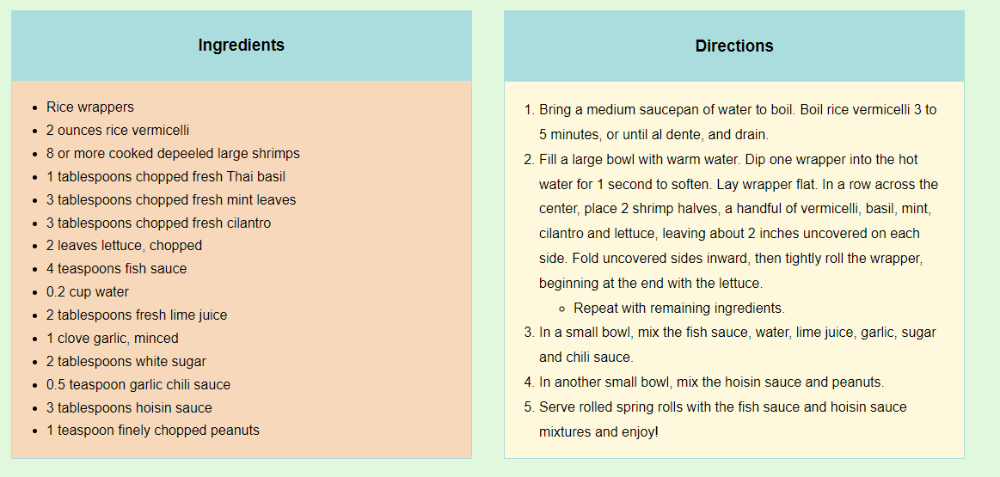 Ingredients
Rice wrappers
2 ounces rice vermicelli
8 or more cooked depeeled large shrimps
1 tablespoons chopped fresh Thai basil
3 tablespoons chopped fresh mint leaves
3 tablespoons chopped fresh cilantro
2 leaves lettuce, chopped
4 teaspoons fish sauce
0.2 cup water
2 tablespoons fresh lime juice
1 clove garlic, minced
2 tablespoons white sugar
0.5 teaspoon garlic chili sauce
3 tablespoons hoisin sauce
1 teaspoon finely chopped peanuts
Directions
1. Bring a medium saucepan of water to boil. Boil rice vermicelli 3 to
5 minutes, or until al dente, and drain.
2. Fill a large bowl with warm water. Dip one wrapper into the hot
water for 1 second to soften. Lay wrapper flat. In a row across the
center, place 2 shrimp halves, a handful of vermicelli, basil, mint,
cilantro and lettuce, leaving about 2 inches uncovered on each
side. Fold uncovered sides inward, then tightly roll the wrapper,
beginning at the end with the lettuce.
Repeat with remaining ingredients.
3. In a small bowl, mix the fish sauce, water, lime juice, garlic, sugar
and chili sauce.
4. In another small bowl, mix the hoisin sauce and peanuts.
5. Serve rolled spring rolls with the fish sauce and hoisin sauce
mixtures and enjoy!